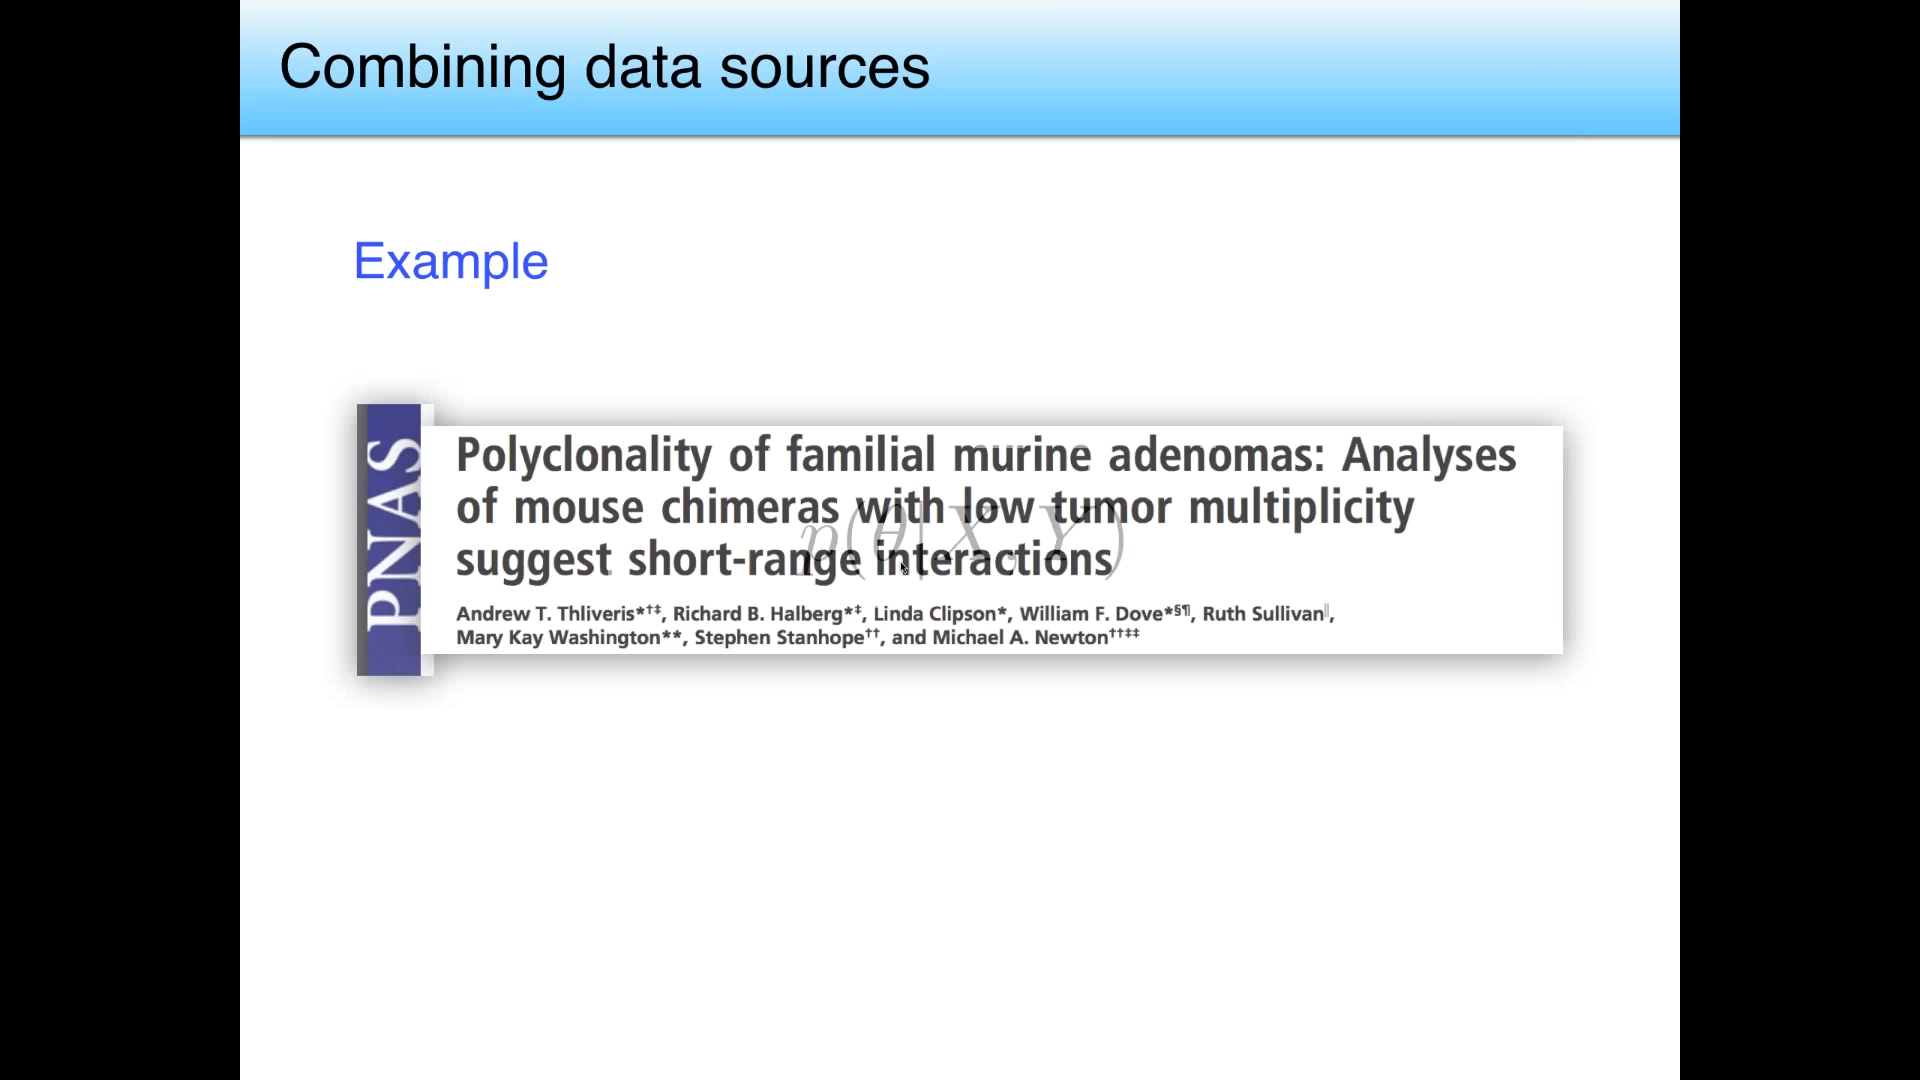 Combining data sources
Example
PNAS
Polyclonality of familial murine adenomas: Analyses
of mouse chimeras with low tumor multiplicity
suggest short-range interactions
p(θ|X,Y)
Andrew T. Thliveris*†‡, Richard B. Halberg*‡, Linda Clipson*, William F. Dove*§¶, Ruth Sullivan‖,
Mary Kay Washington**, Stephen Stanhope††, and Michael A. Newton††‡‡